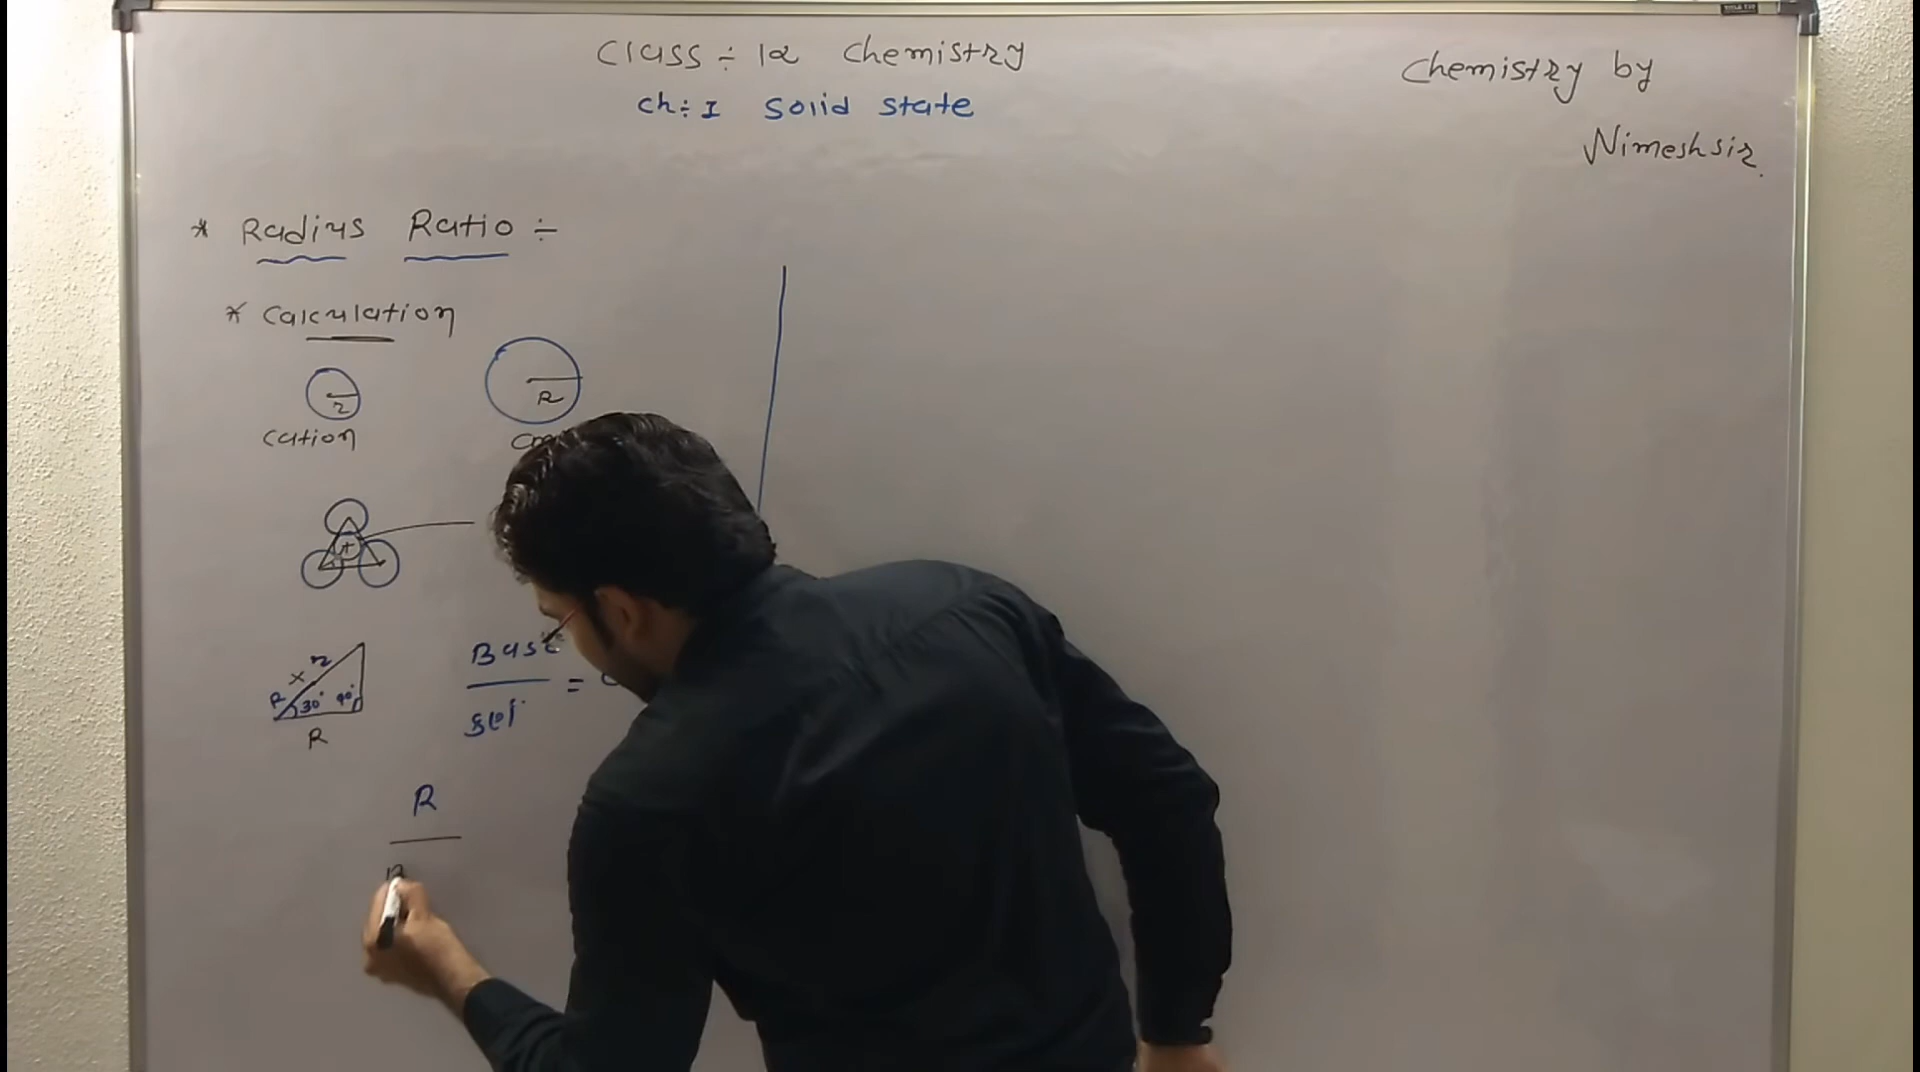 Class ÷ 12 Chemistry
Ch ÷ I Solid state
Chemistry by
Nimeshsir.
* Radius Ratio ÷
* Calculation
r
R
cation
+
Base
=
R r
30° 90°
R
R
R